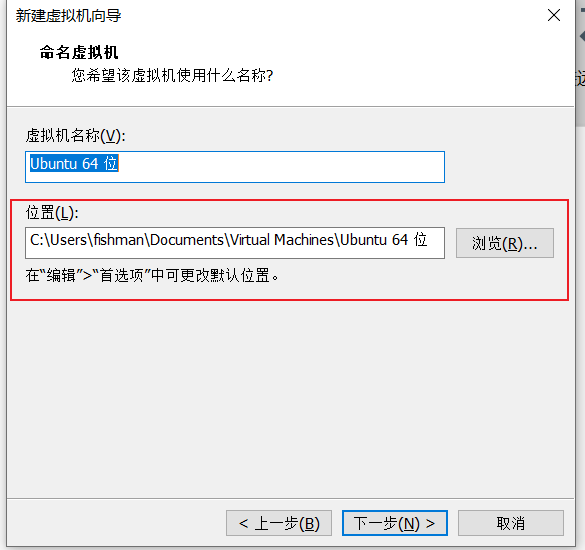 新建虚拟机向导
命名虚拟机
您希望该虚拟机使用什么名称?
虚拟机名称(V):
Ubuntu 64 位
位置(L):
C:\Users\fishman\Documents\Virtual Machines\Ubuntu 64 位
浏览(R)...
在“编辑”>“首选项”中可更改默认位置。
< 上一步(B)
下一步(N) >
取消